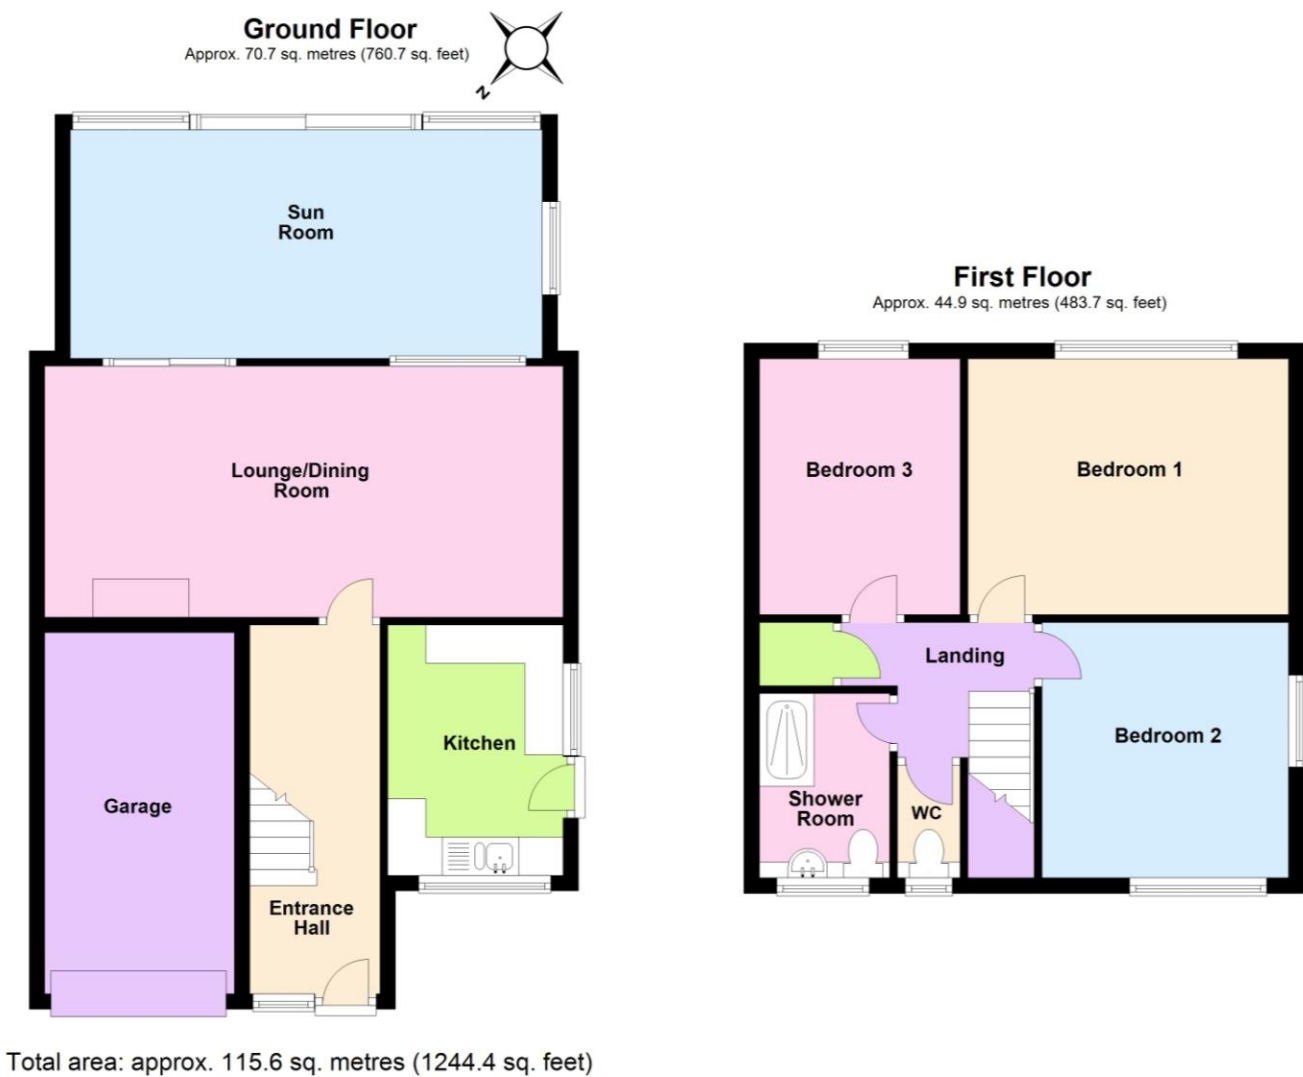 Ground Floor
Approx. 70.7 sq. metres (760.7 sq. feet)
N
Sun
Room
Lounge/Dining
Room
Kitchen
Garage
Entrance
Hall
First Floor
Approx. 44.9 sq. metres (483.7 sq. feet)
Bedroom 3
Bedroom 1
Landing
Bedroom 2
Shower
Room
WC
Total area: approx. 115.6 sq. metres (1244.4 sq. feet)